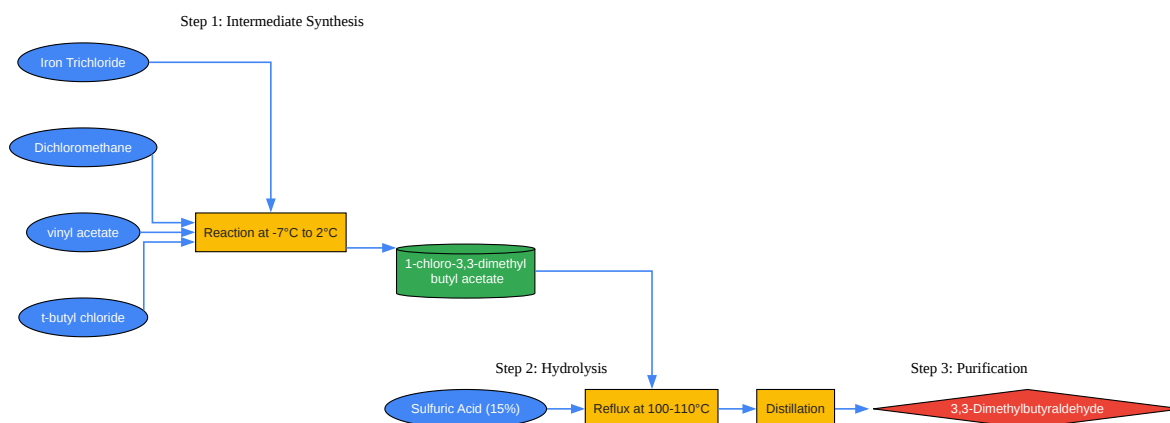 Step 1: Intermediate Synthesis
Iron Trichloride
Dichloromethane
vinyl acetate
Reaction at -7°C to 2°C
t-butyl chloride
1-chloro-3,3-dimethyl
butyl acetate
Step 2: Hydrolysis
Step 3: Purification
Sulfuric Acid (15%)
Reflux at 100-110°C
Distillation
3,3-Dimethylbutyraldehyde